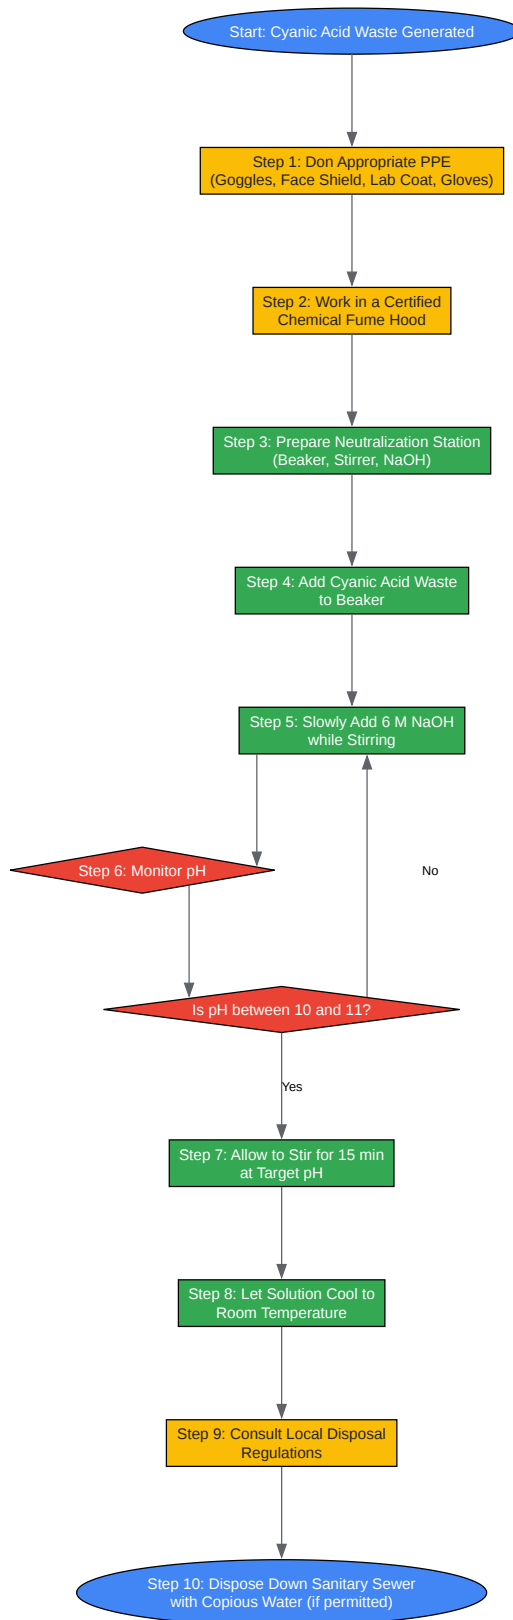 Start: Cyanic Acid Waste Generated
Step 1: Don Appropriate PPE
(Goggles, Face Shield, Lab Coat, Gloves)
Step 2: Work in a Certified
Chemical Fume Hood
Step 3: Prepare Neutralization Station
(Beaker, Stirrer, NaOH)
Step 4: Add Cyanic Acid Waste
to Beaker
Step 5: Slowly Add 6 M NaOH
while Stirring
Step 6: Monitor pH
No
Is pH between 10 and 11?
Yes
Step 7: Allow to Stir for 15 min
at Target pH
Step 8: Let Solution Cool to
Room Temperature
Step 9: Consult Local Disposal
Regulations
Step 10: Dispose Down Sanitary Sewer
with Copious Water (if permitted)